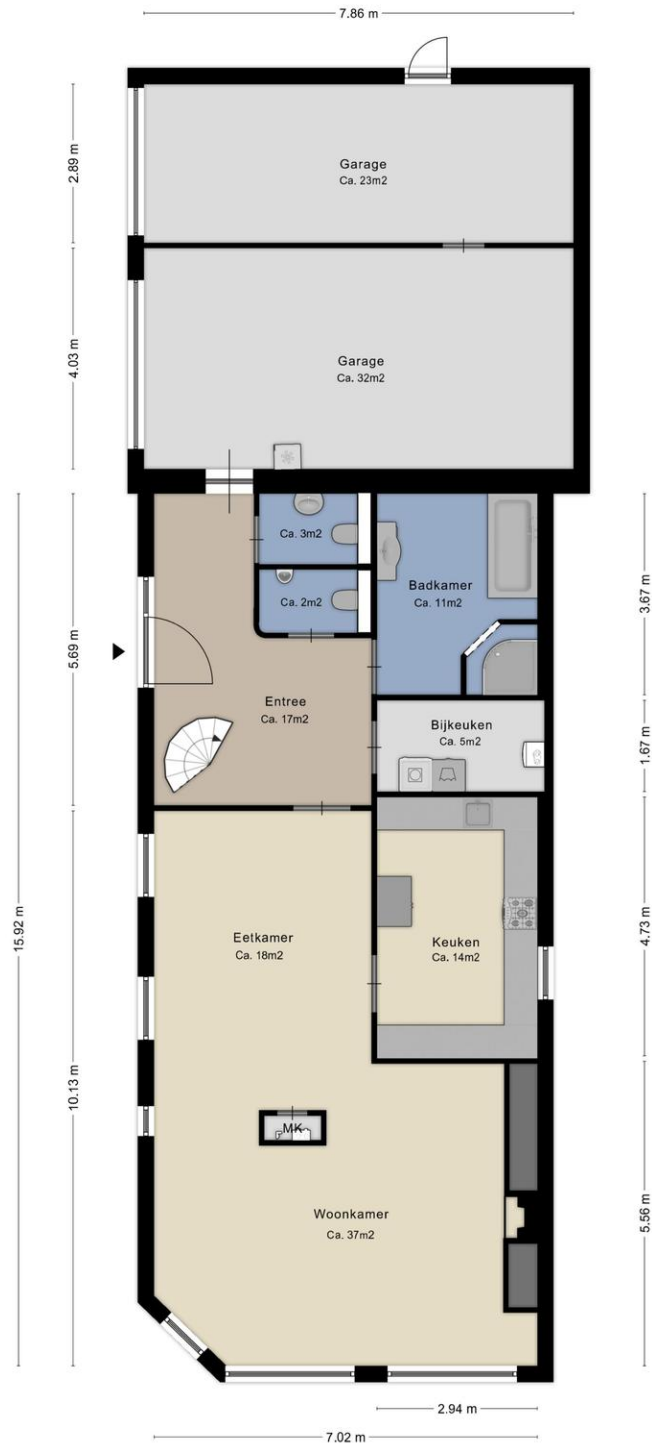 7.86 m
2.89 m
Garage
Ca. 23m2
4.03 m
Garage
Ca. 32m2
Ca. 3m2
Ca. 2m2
Badkamer
Ca. 11m2
3.67 m
5.69 m
Entree
Ca. 17m2
Bijkeuken
Ca. 5m2
1.67 m
15.92 m
Eetkamer
Ca. 18m2
Keuken
Ca. 14m2
4.73 m
10.13 m
MK
Woonkamer
Ca. 37m2
5.56 m
2.94 m
7.02 m